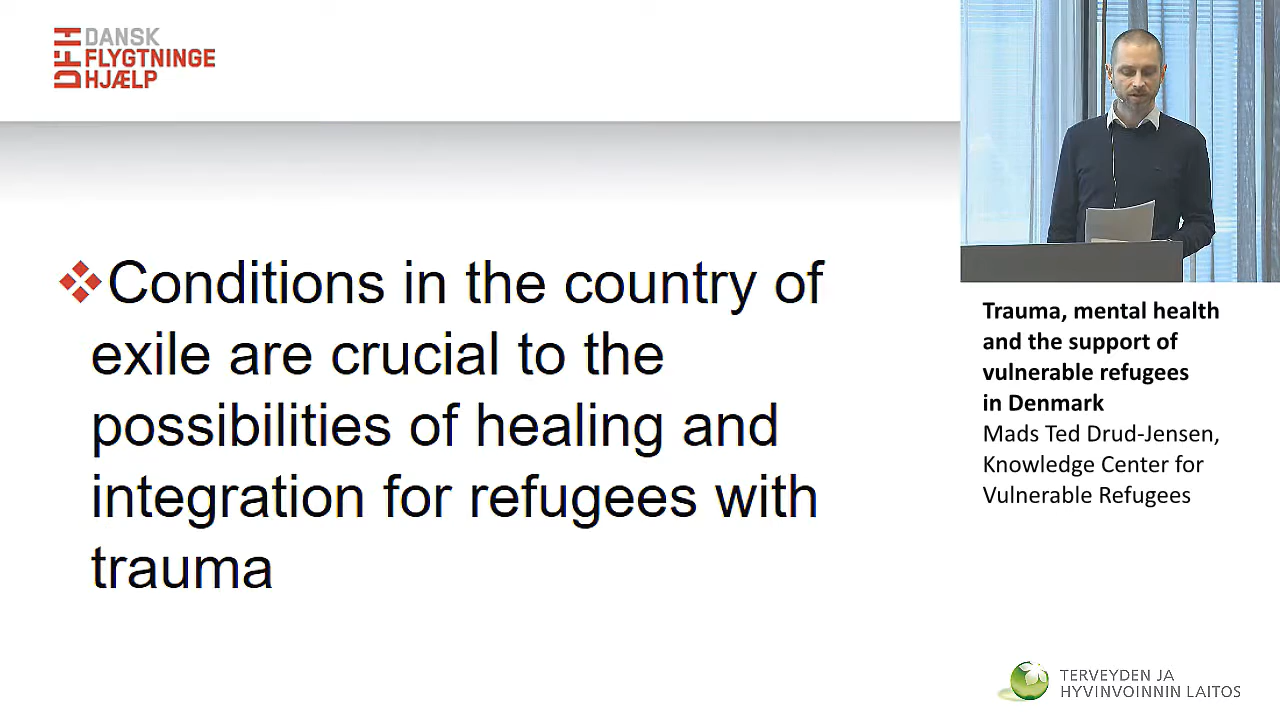 DFH
DANSK
FLYGTNINGE
HJÆLP
❖Conditions in the country of
exile are crucial to the
possibilities of healing and
integration for refugees with
trauma
Trauma, mental health
and the support of
vulnerable refugees
in Denmark
Mads Ted Drud-Jensen,
Knowledge Center for
Vulnerable Refugees
TERVEYDEN JA
HYVINVOINNIN LAITOS